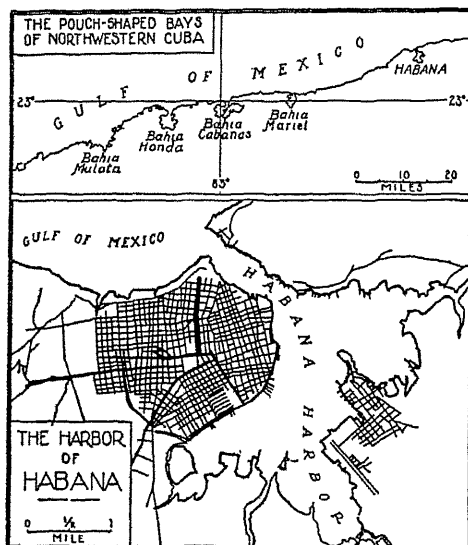 THE POUCH-SHAPED BAYS
OF NORTHWESTERN CUBA
GULF OF MEXICO
HABANA
23°
23°
Bahia
Mulata
Bahia
Honda
Bahia
Cabanas
Bahia
Mariel
83°
0 10 20
MILES
GULF OF MEXICO
HABANA HARBOR
THE HARBOR
OF
HABANA
0 ½ 1
MILE